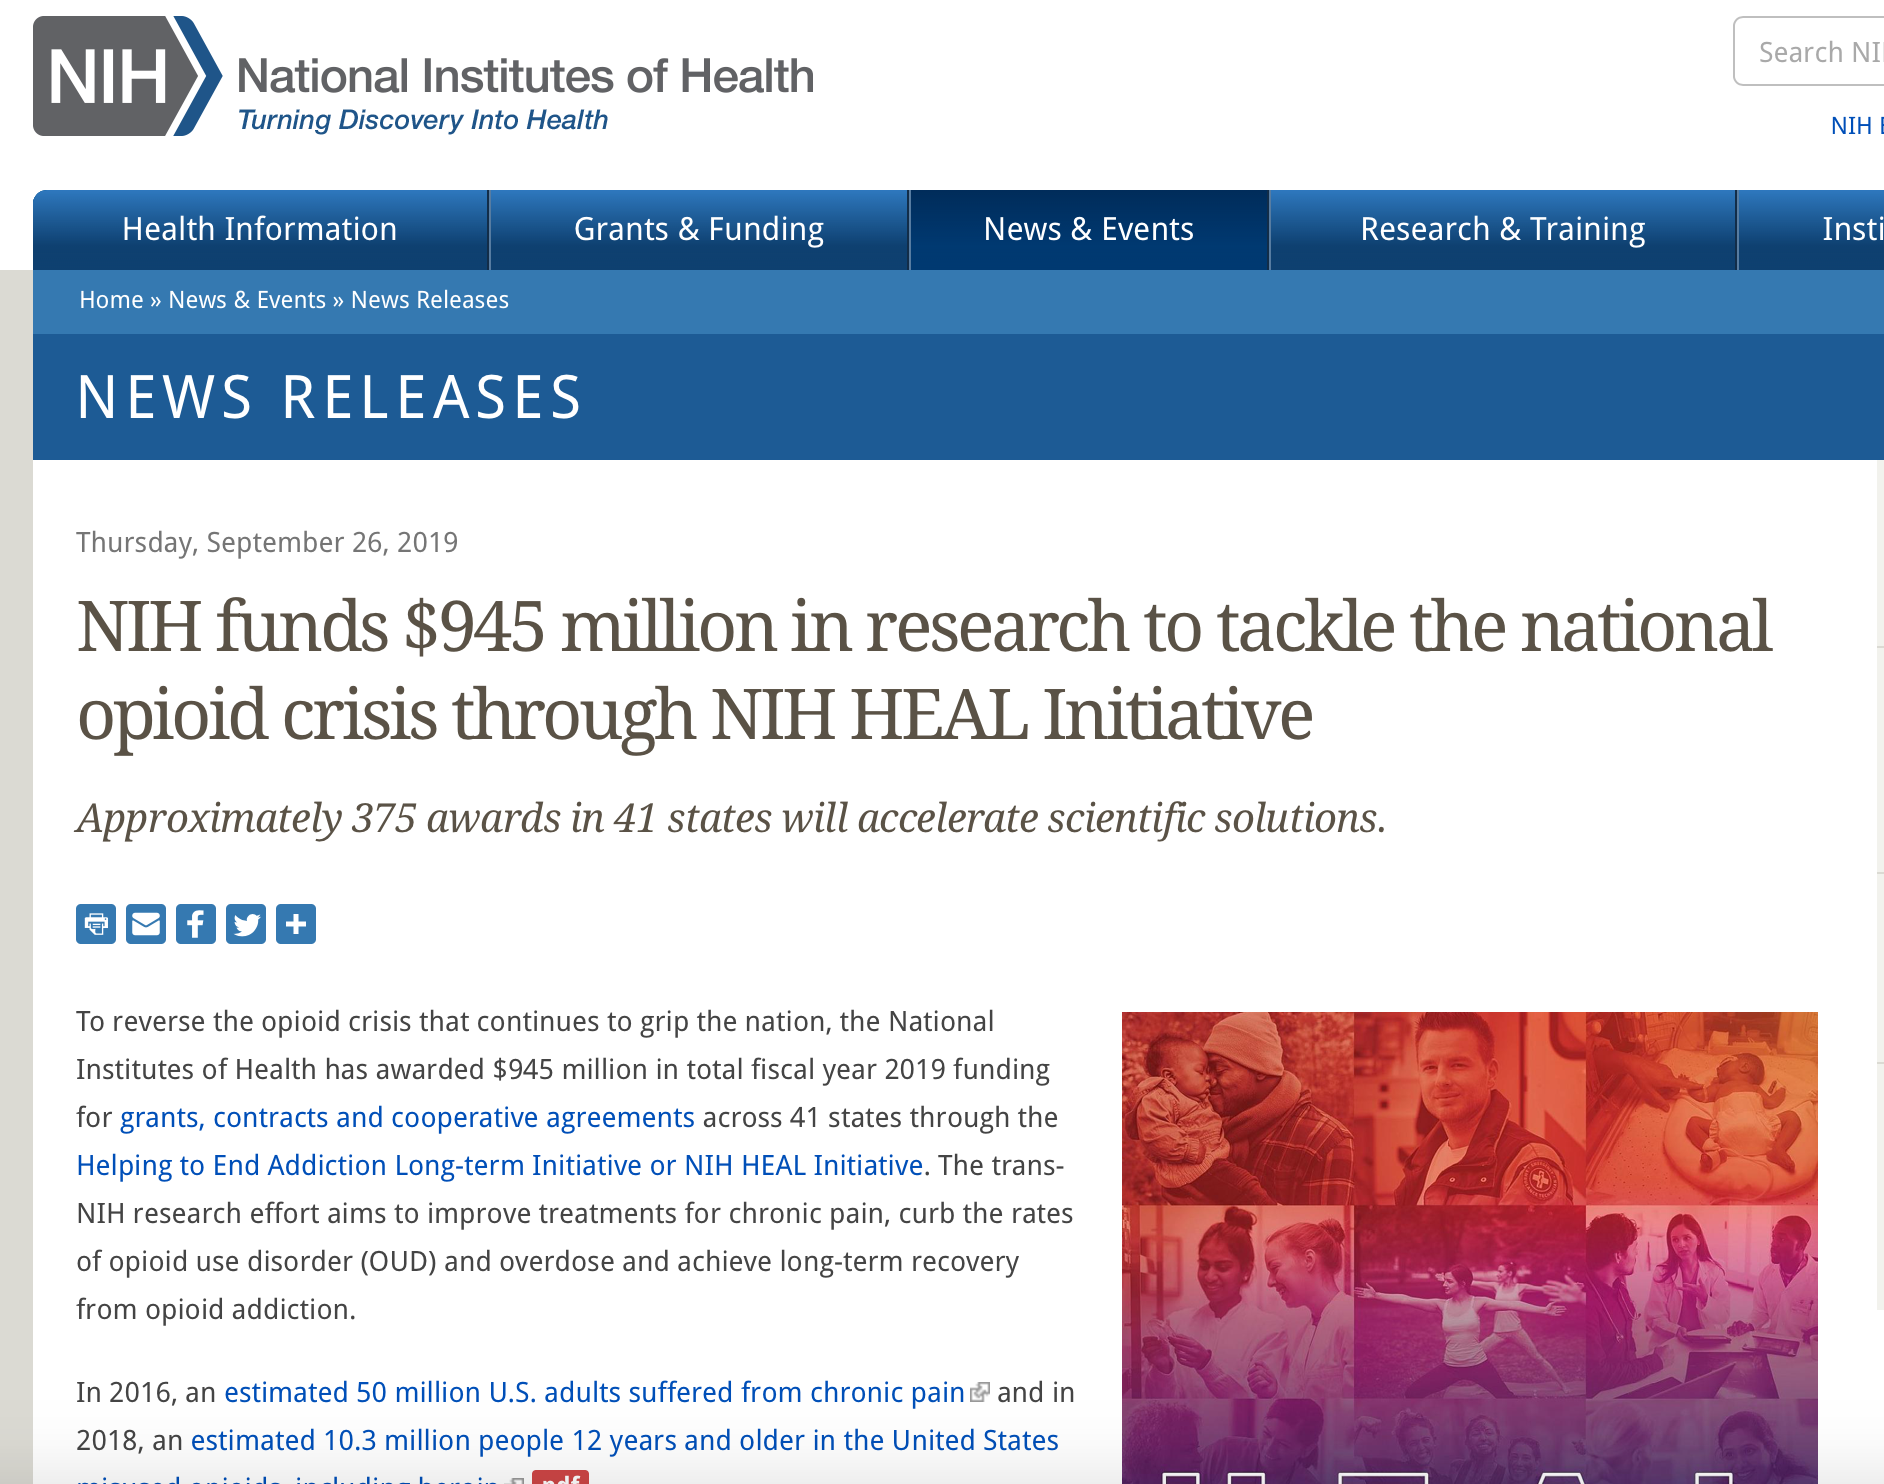 NIH
National Institutes of Health
Turning Discovery Into Health
Search NI
NIH
Health Information
Grants & Funding
News & Events
Research & Training
Insti
Home » News & Events » News Releases
NEWS RELEASES
Thursday, September 26, 2019
NIH funds $945 million in research to tackle the national
opioid crisis through NIH HEAL Initiative
Approximately 375 awards in 41 states will accelerate scientific solutions.
To reverse the opioid crisis that continues to grip the nation, the National
Institutes of Health has awarded $945 million in total fiscal year 2019 funding
for grants, contracts and cooperative agreements across 41 states through the
Helping to End Addiction Long-term Initiative or NIH HEAL Initiative. The trans-
NIH research effort aims to improve treatments for chronic pain, curb the rates
of opioid use disorder (OUD) and overdose and achieve long-term recovery
from opioid addiction.
In 2016, an estimated 50 million U.S. adults suffered from chronic pain and in
2018, an estimated 10.3 million people 12 years and older in the United States
misused opioids, including heroin pdf